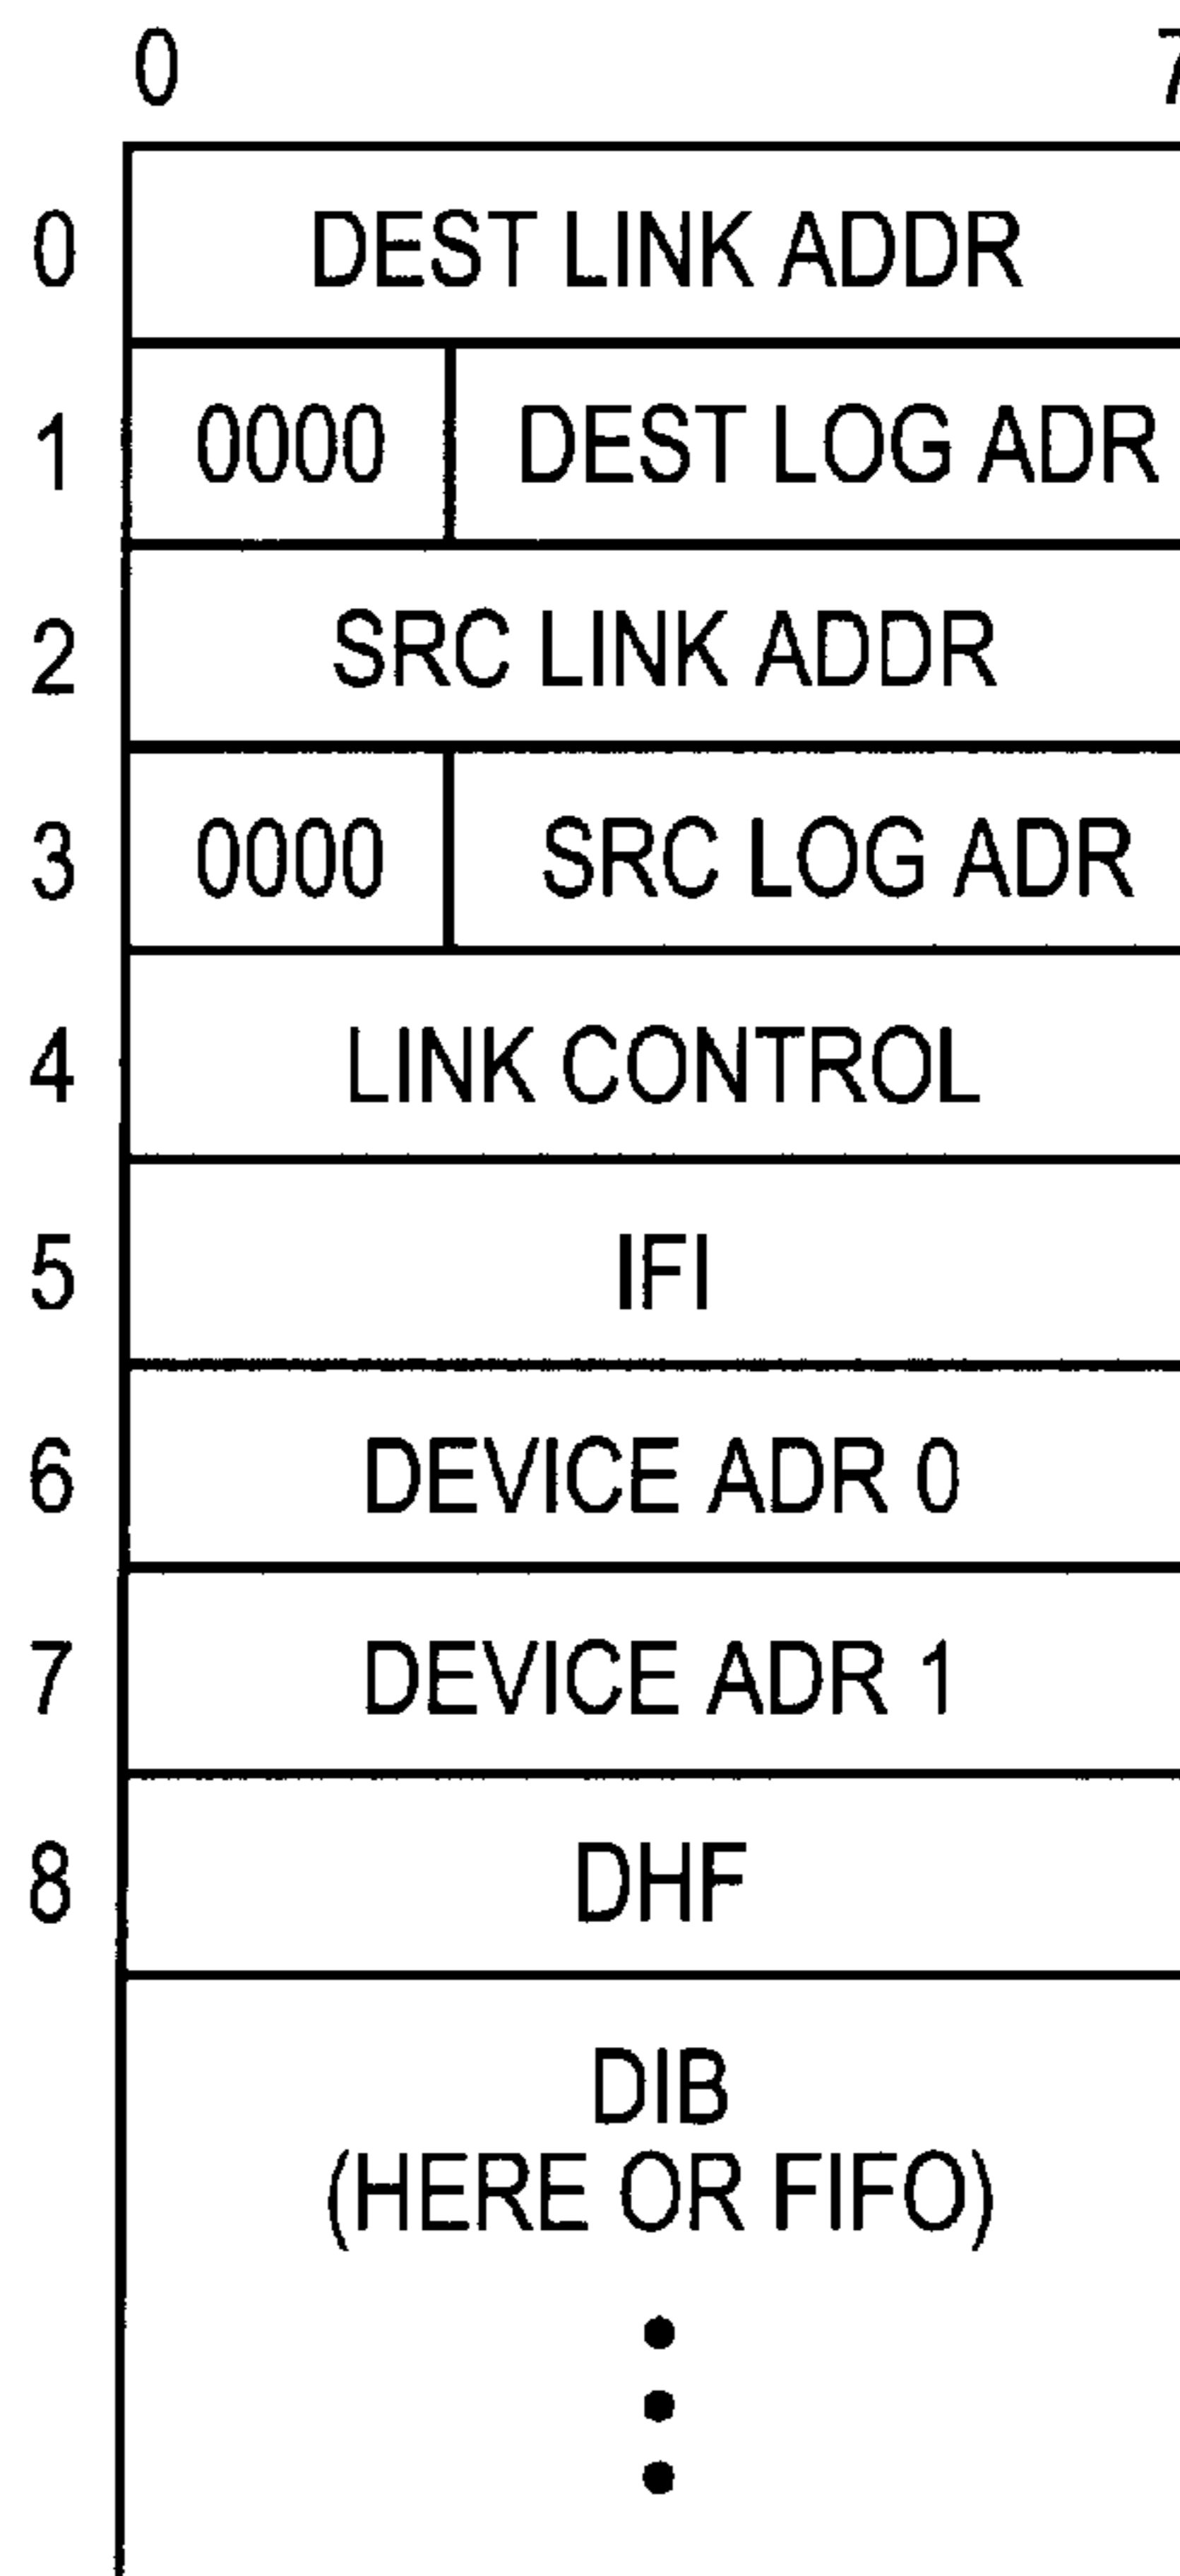 0 7
0 DEST LINK ADDR
1 0000 DEST LOG ADR
2 SRC LINK ADDR
3 0000 SRC LOG ADR
4 LINK CONTROL
5 IFI
6 DEVICE ADR 0
7 DEVICE ADR 1
8 DHF
DIB
(HERE OR FIFO)